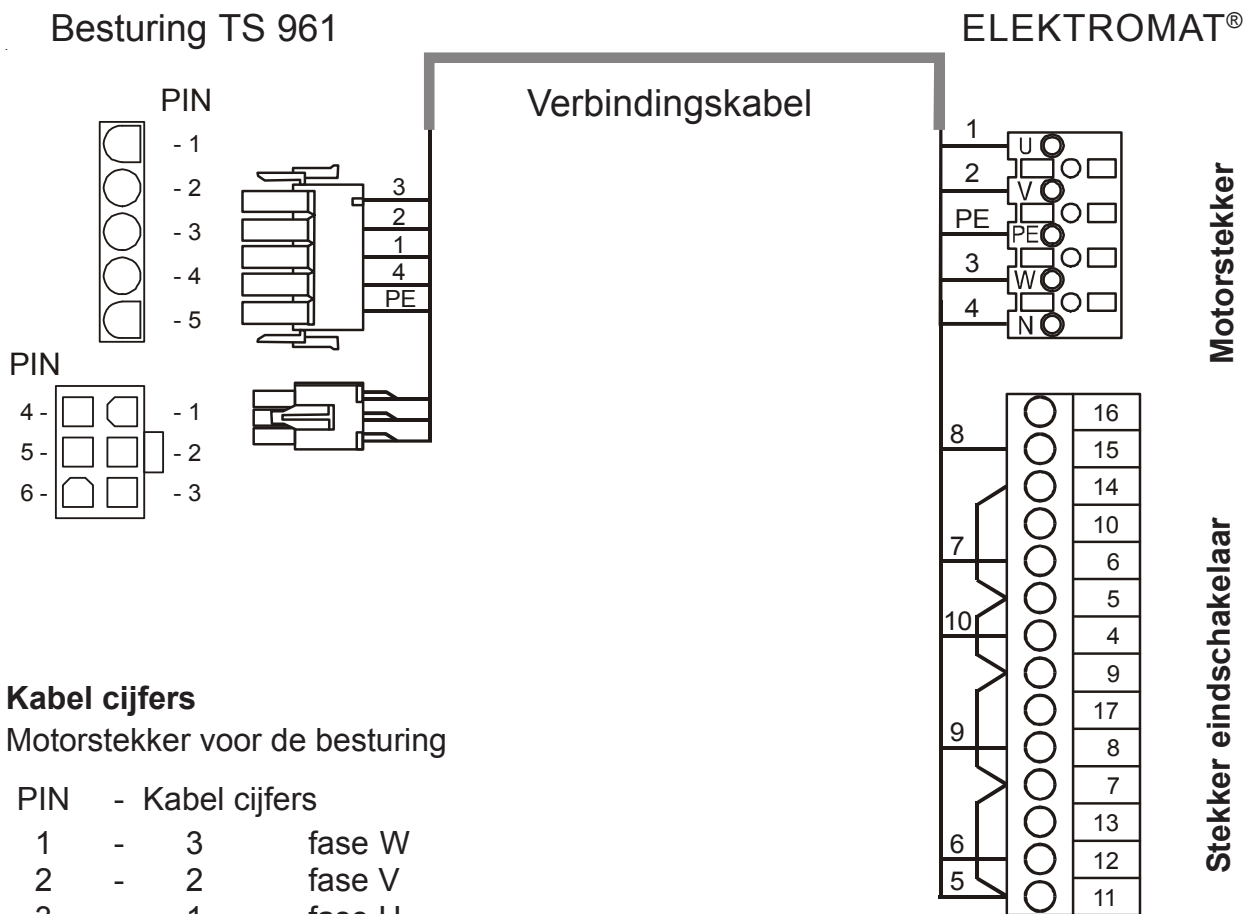 Besturing TS 961
ELEKTROMAT®
Verbindingskabel
PIN
- 1
- 2
- 3
- 4
- 5
3
2
1
4
PE
PIN
4 - - 1
5 - - 2
6 - - 3
1 U
2 V
PE PE
3 W
4 N
Motorstekker
16
8 15
14
10
7 6
5
10 4
9
17
9 8
7
13
6 12
5 11
Stekker eindschakelaar
Kabel cijfers
Motorstekker voor de besturing
PIN - Kabel cijfers
1 - 3 fase W
2 - 2 fase V
3 - 1 fase U